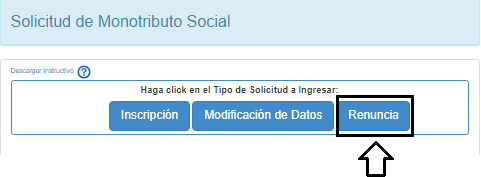 Solicitud de Monotributo Social
Descargar Instructivo ?
Haga click en el Tipo de Solicitud a Ingresar:
Inscripción Modificación de Datos Renuncia